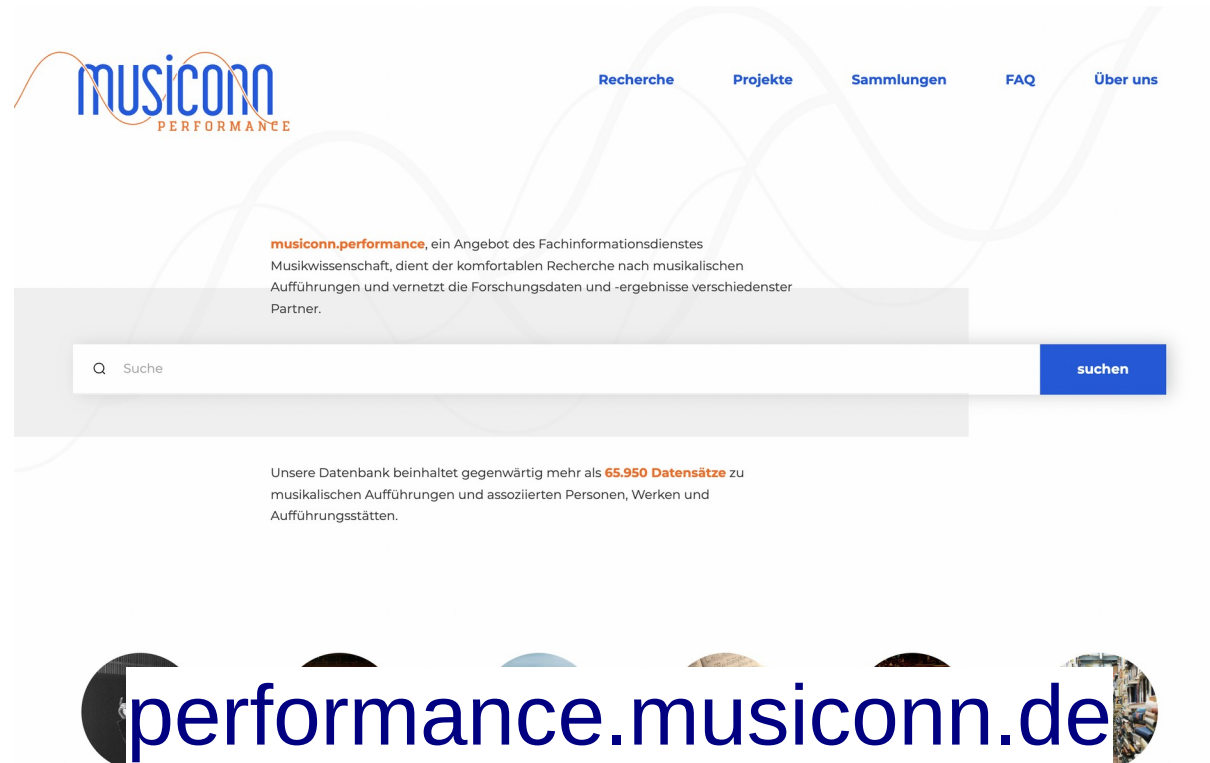 musiconn
PERFORMANCE
Recherche Projekte Sammlungen FAQ Über uns
musiconn.performance, ein Angebot des Fachinformationsdienstes
Musikwissenschaft, dient der komfortablen Recherche nach musikalischen
Aufführungen und vernetzt die Forschungsdaten und -ergebnisse verschiedenster
Partner.
Suche
suchen
Unsere Datenbank beinhaltet gegenwärtig mehr als 65.950 Datensätze zu
musikalischen Aufführungen und assoziierten Personen, Werken und
Aufführungsstätten.
performance.musiconn.de